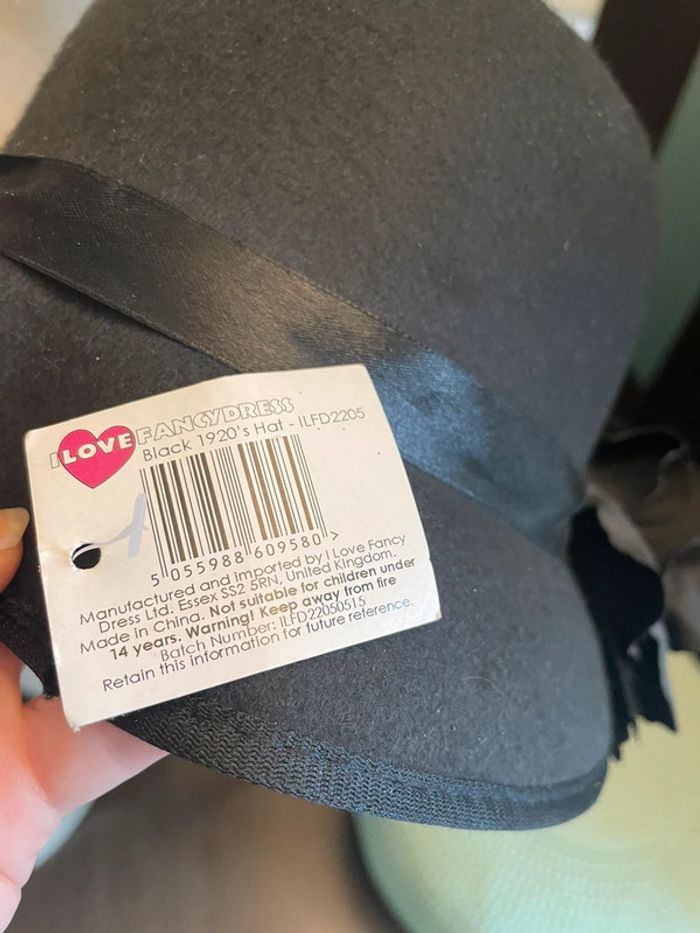 I LOVE FANCYDRESS
Black 1920's Hat - ILFD2205
5 055988 609580 >
Manufactured and imported by I Love Fancy
Dress Ltd. Essex SS2 5RN, United Kingdom.
Made in China. Not suitable for children under
14 years. Warning! Keep away from fire
Batch Number: ILFD22050515
Retain this information for future reference.